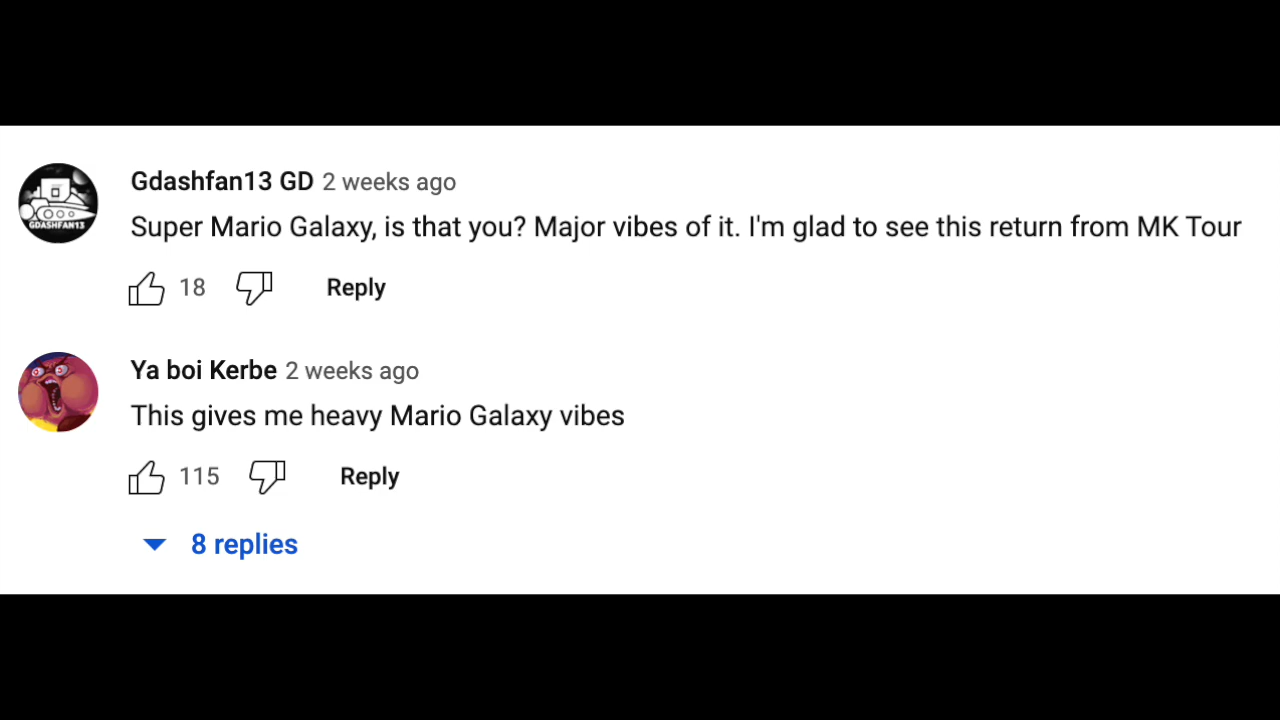 GDASHFAN13
Gdashfan13 GD 2 weeks ago
Super Mario Galaxy, is that you? Major vibes of it. I'm glad to see this return from MK Tour
18 Reply
Ya boi Kerbe 2 weeks ago
This gives me heavy Mario Galaxy vibes
115 Reply
8 replies